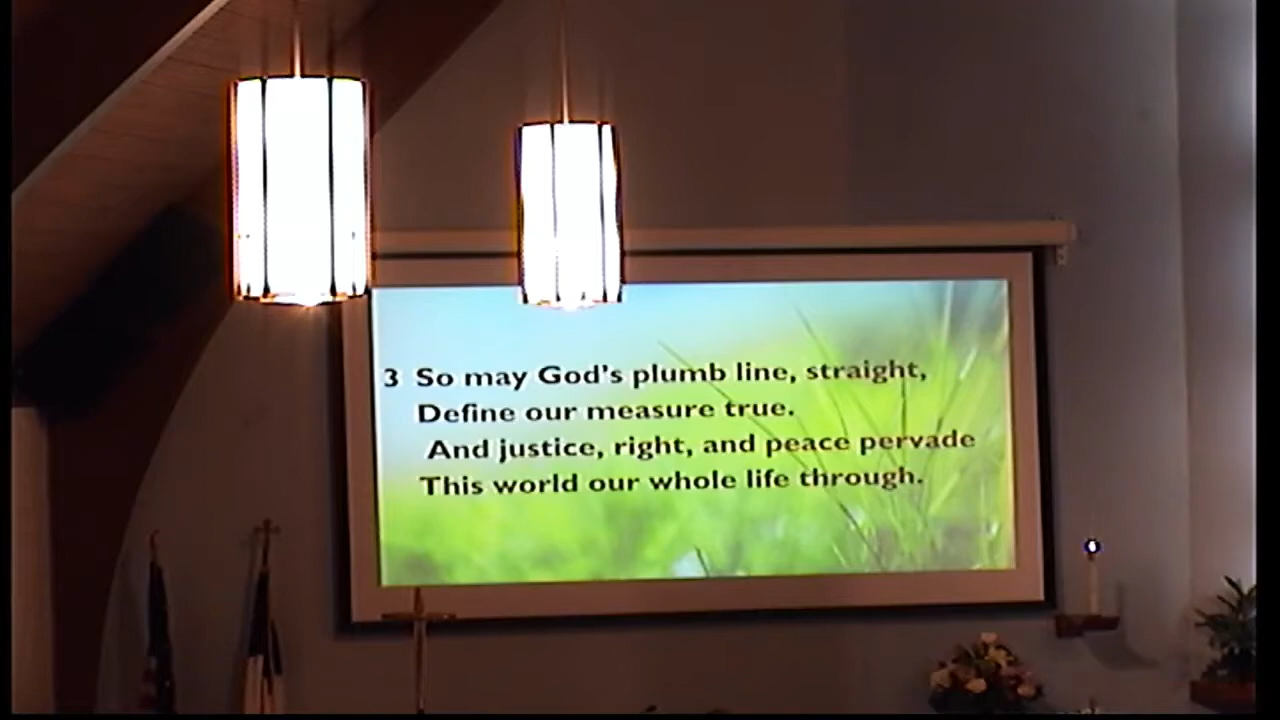 3 So may God's plumb line, straight,
Define our measure true.
And justice, right, and peace pervade
This world our whole life through.